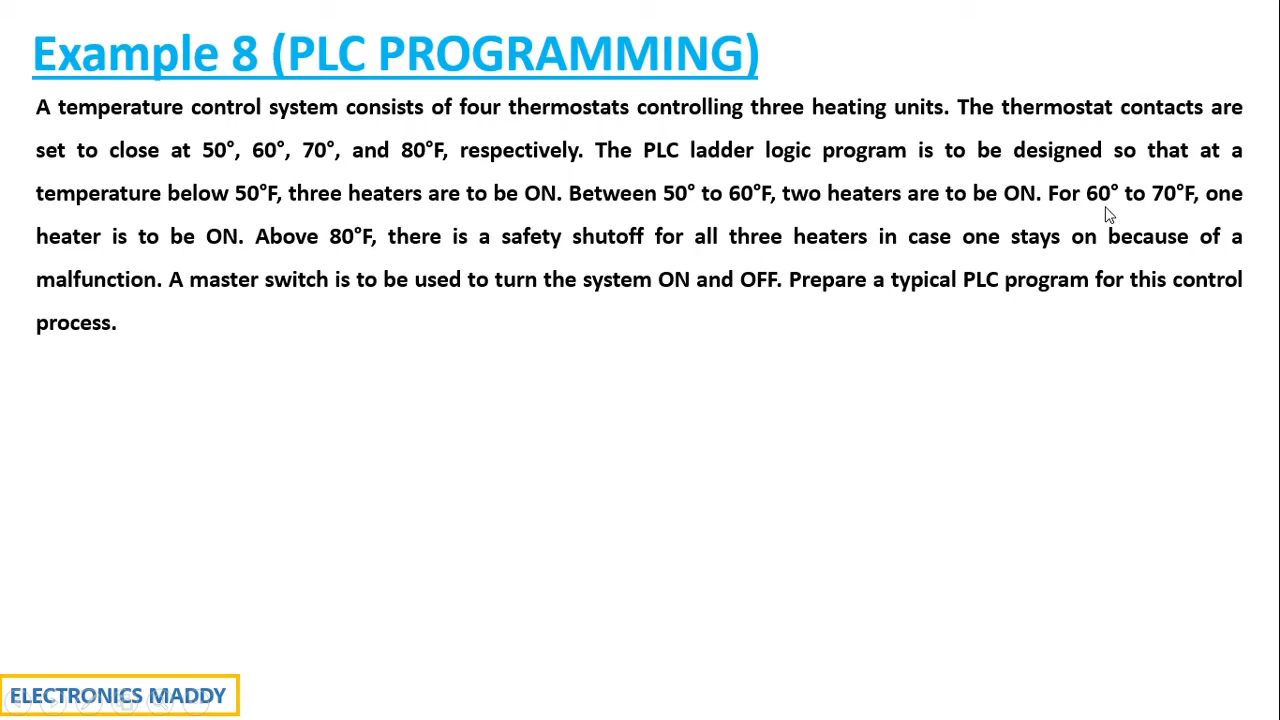 Example 8 (PLC PROGRAMMING)
A temperature control system consists of four thermostats controlling three heating units. The thermostat contacts are
set to close at 50°, 60°, 70°, and 80°F, respectively. The PLC ladder logic program is to be designed so that at a
temperature below 50°F, three heaters are to be ON. Between 50° to 60°F, two heaters are to be ON. For 60° to 70°F, one
heater is to be ON. Above 80°F, there is a safety shutoff for all three heaters in case one stays on because of a
malfunction. A master switch is to be used to turn the system ON and OFF. Prepare a typical PLC program for this control
process.
ELECTRONICS MADDY